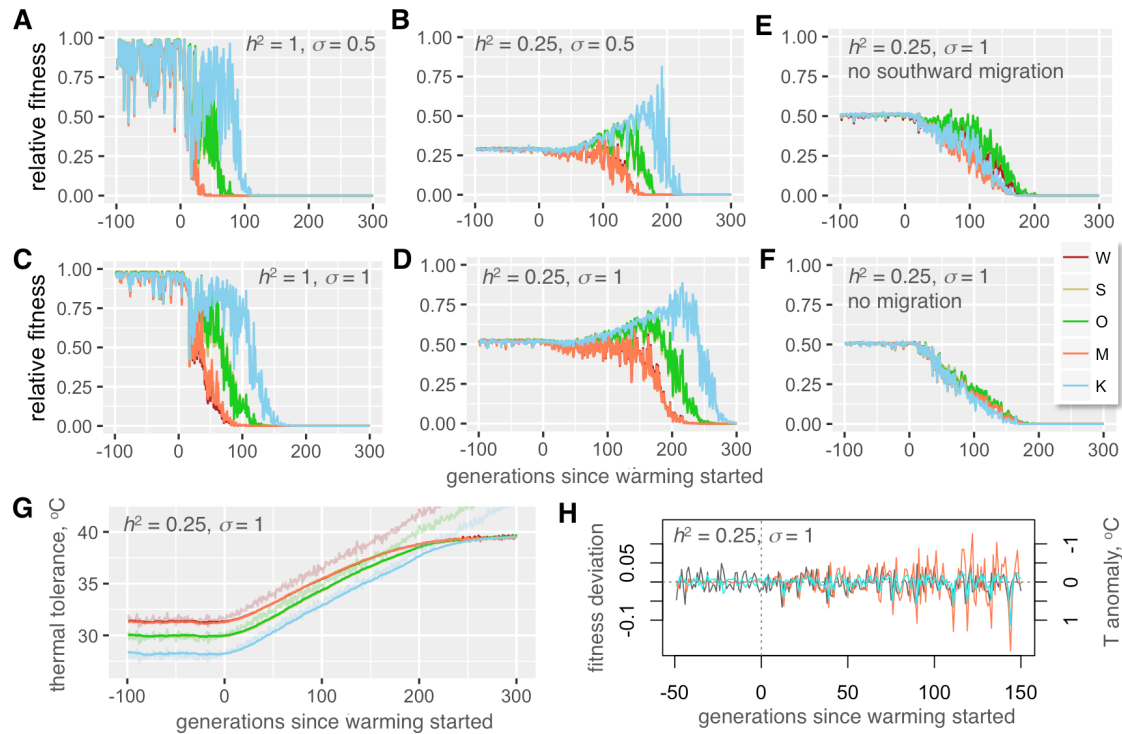 A
h² = 1, σ = 0.5
relative fitness
1.00
0.75
0.50
0.25
0.00
-100 0 100 200 300
B
h² = 0.25, σ = 0.5
1.00
0.75
0.50
0.25
0.00
-100 0 100 200 300
E
h² = 0.25, σ = 1
no southward migration
1.00
0.75
0.50
0.25
0.00
-100 0 100 200 300
C
h² = 1, σ = 1
relative fitness
1.00
0.75
0.50
0.25
0.00
-100 0 100 200 300
D
h² = 0.25, σ = 1
1.00
0.75
0.50
0.25
0.00
-100 0 100 200 300
generations since warming started
F
h² = 0.25, σ = 1
no migration
1.00
0.75
0.50
0.25
0.00
-100 0 100 200 300
W
S
O
M
K
G
h² = 0.25, σ = 1
thermal tolerance, ºC
40
35
30
-100 0 100 200 300
generations since warming started
H
h² = 0.25, σ = 1
fitness deviation
0.05
-0.1
T anomaly, ºC
-1
0
1
-50 0 50 100 150
generations since warming started